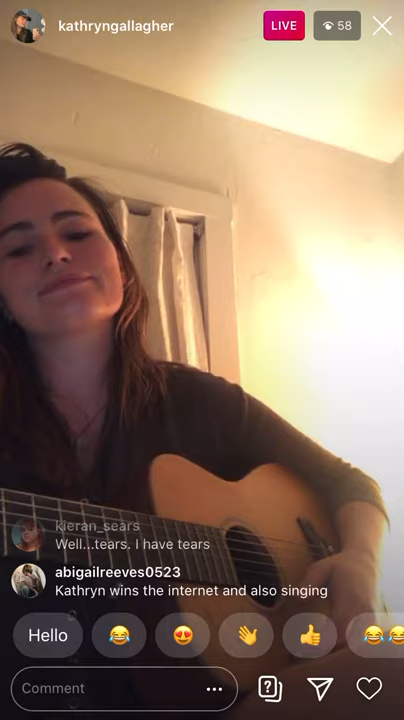 kathryngallagher
LIVE
58
kieran_sears
Well...tears. I have tears
abigailreeves0523
Kathryn wins the internet and also singing
Hello
Comment